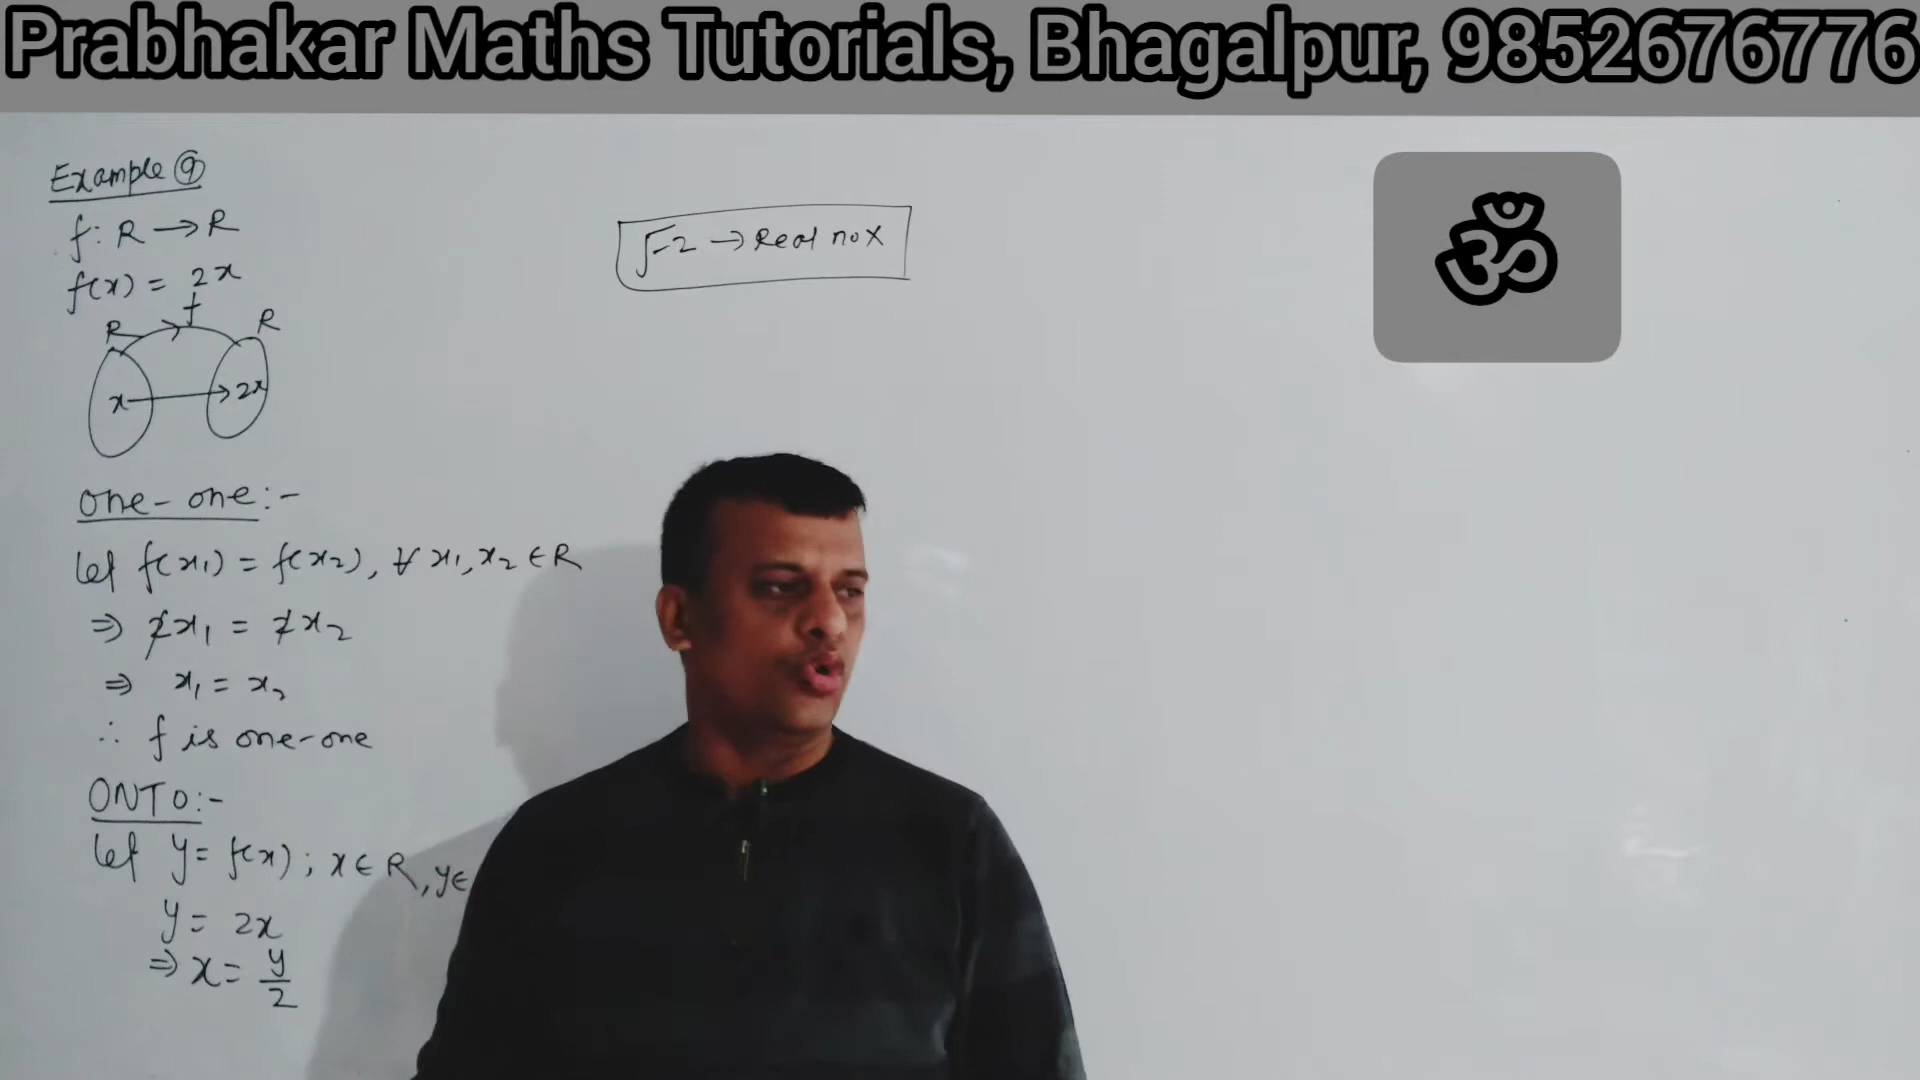 Prabhakar Maths Tutorials, Bhagalpur, 9852676776
Example 9
f: R → R
f(x) = 2x
f
R R
x → 2x
√-2 → Real no X
ॐ
One-one:-
Let f(x₁) = f(x₂), ∀ x₁, x₂ ∈ R
⇒ 2x₁ = 2x₂
⇒ x₁ = x₂
∴ f is one-one
ONTO:-
Let y = f(x); x ∈ R, y ∈
y = 2x
⇒ x = y/2